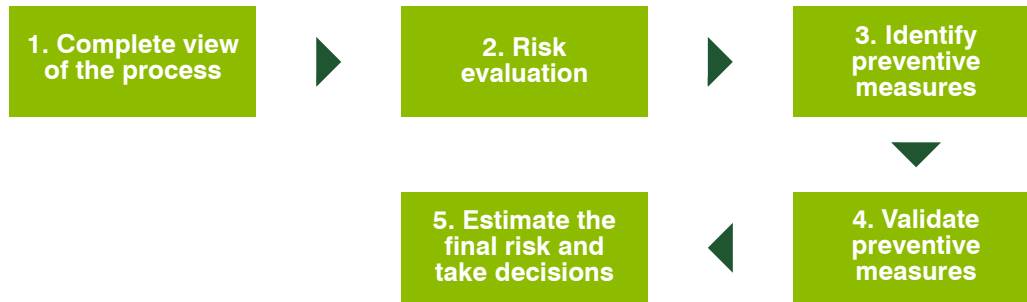 1. Complete view
of the process
2. Risk
evaluation
3. Identify
preventive
measures
4. Validate
preventive
measures
5. Estimate the
final risk and
take decisions